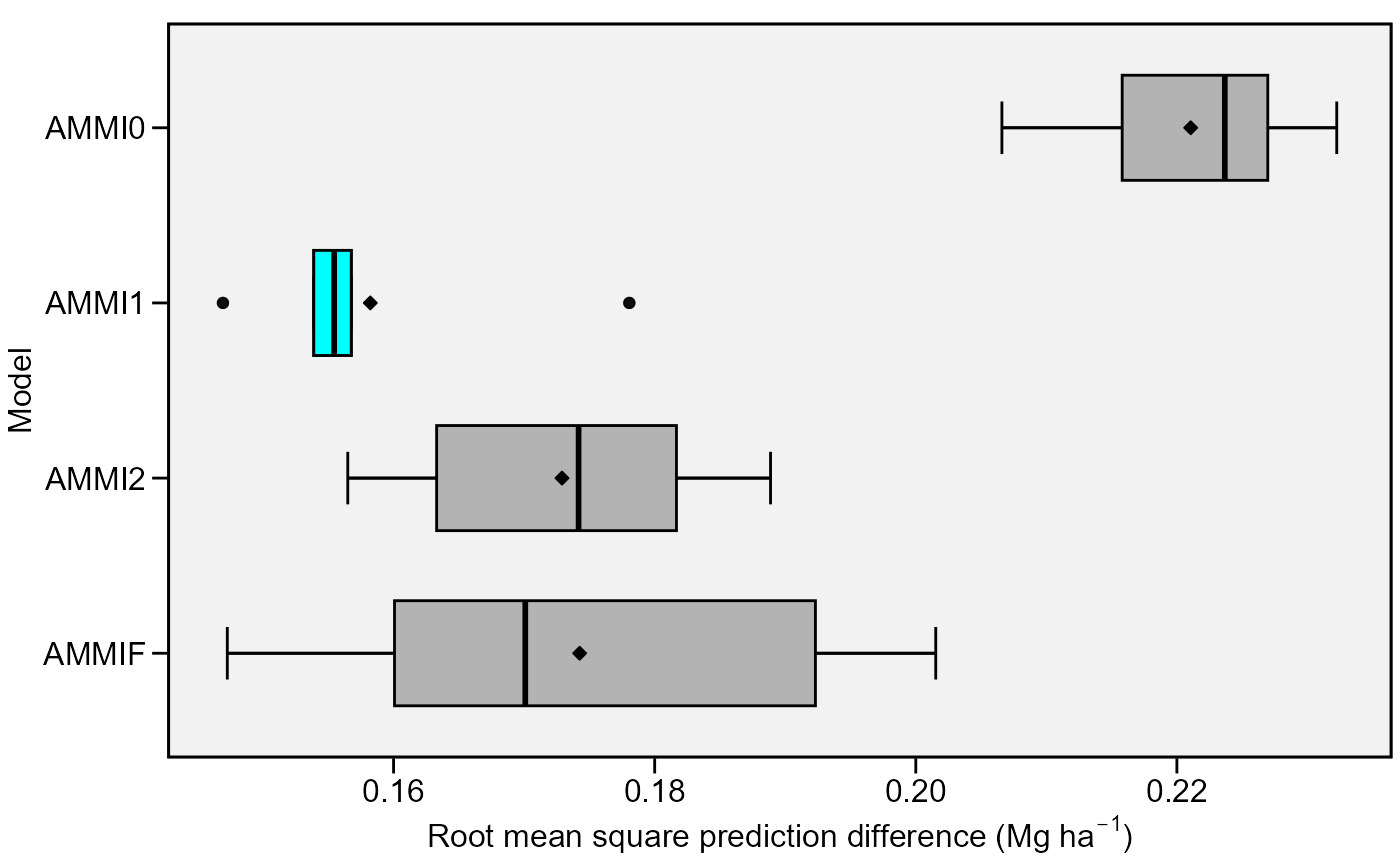 AMMI0
AMMI1
AMMI2
AMMIF
Model
0.16 0.18 0.20 0.22
Root mean square prediction difference (Mg ha⁻¹)